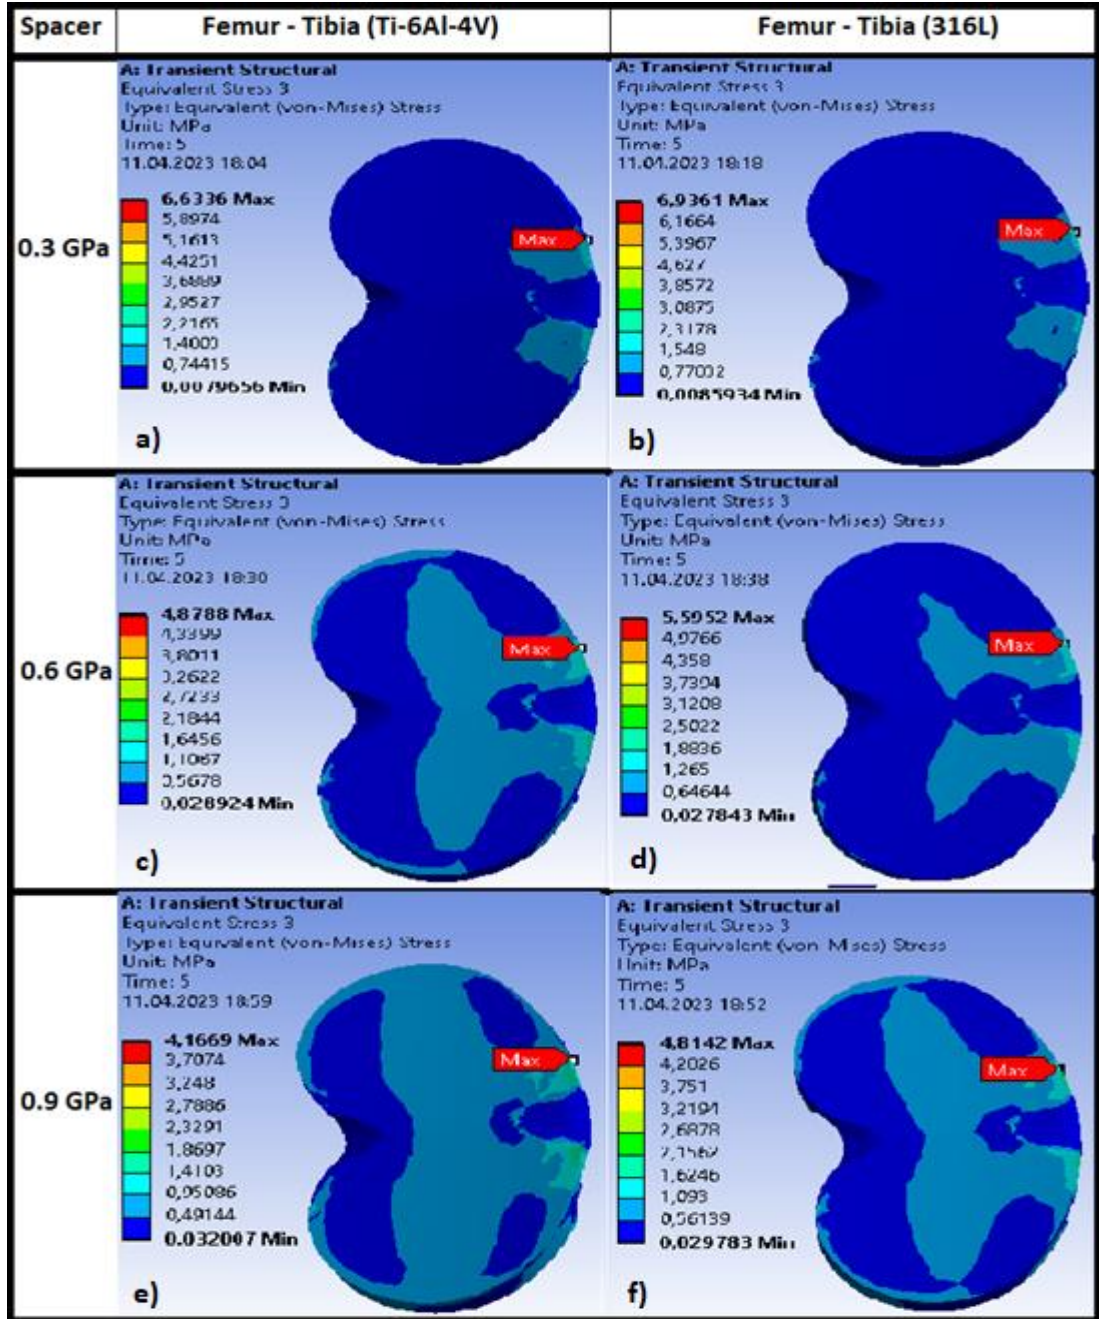 Spacer
Femur - Tibia (Ti-6Al-4V)
Femur - Tibia (316L)
0.3 GPa
A: Transient Structural
Equivalent Stress 3
Type: Equivalent (von-Mises) Stress
Unit: MPa
Time: 5
11.04.2023 18:04
6,6336 Max
5,8974
5,1613
4,4251
3,6889
2,9527
2,2165
0,74415
0,0079656 Min
Max
a)
A: Transient Structural
Equivalent Stress 3
Type: Equivalent (von-Mises) Stress
Unit: MPa
Time: 5
11.04.2023 18:18
6,9361 Max
6,1664
5,3967
4,627
3,8572
3,0875
2,3178
1,548
0,77002
0,0085934 Min
Max
b)
0.6 GPa
A: Transient Structural
Equivalent Stress 3
Type: Equivalent (von-Mises) Stress
Unit: MPa
Time: 5
11.04.2023 18:30
4,8788 Max
4,3399
3,8011
3,2622
2,7233
2,1844
1,6456
1,1067
0,5678
0,028924 Min
Max
c)
A: Transient Structural
Equivalent Stress 3
Type: Equivalent (von-Mises) Stress
Unit: MPa
Time: 5
11.04.2023 18:38
5,5952 Max
4,9766
4,358
3,7394
3,1208
2,5022
1,8836
1,265
0,64644
0,027843 Min
Max
d)
0.9 GPa
A: Transient Structural
Equivalent Stress 3
Type: Equivalent (von-Mises) Stress
Unit: MPa
Time: 5
11.04.2023 18:59
4,1669 Max
3,7074
3,248
2,7886
2,3291
1,8697
1,4103
0,95086
0,49144
0.032007 Min
Max
e)
A: Transient Structural
Equivalent Stress 3
Type: Equivalent (von-Mises) Stress
Unit: MPa
Time: 5
11.04.2023 18:52
4,8142 Max
4,2826
3,751
3,2194
2,6878
2,1562
1,6246
1,093
0,56139
0,029783 Min
Max
f)